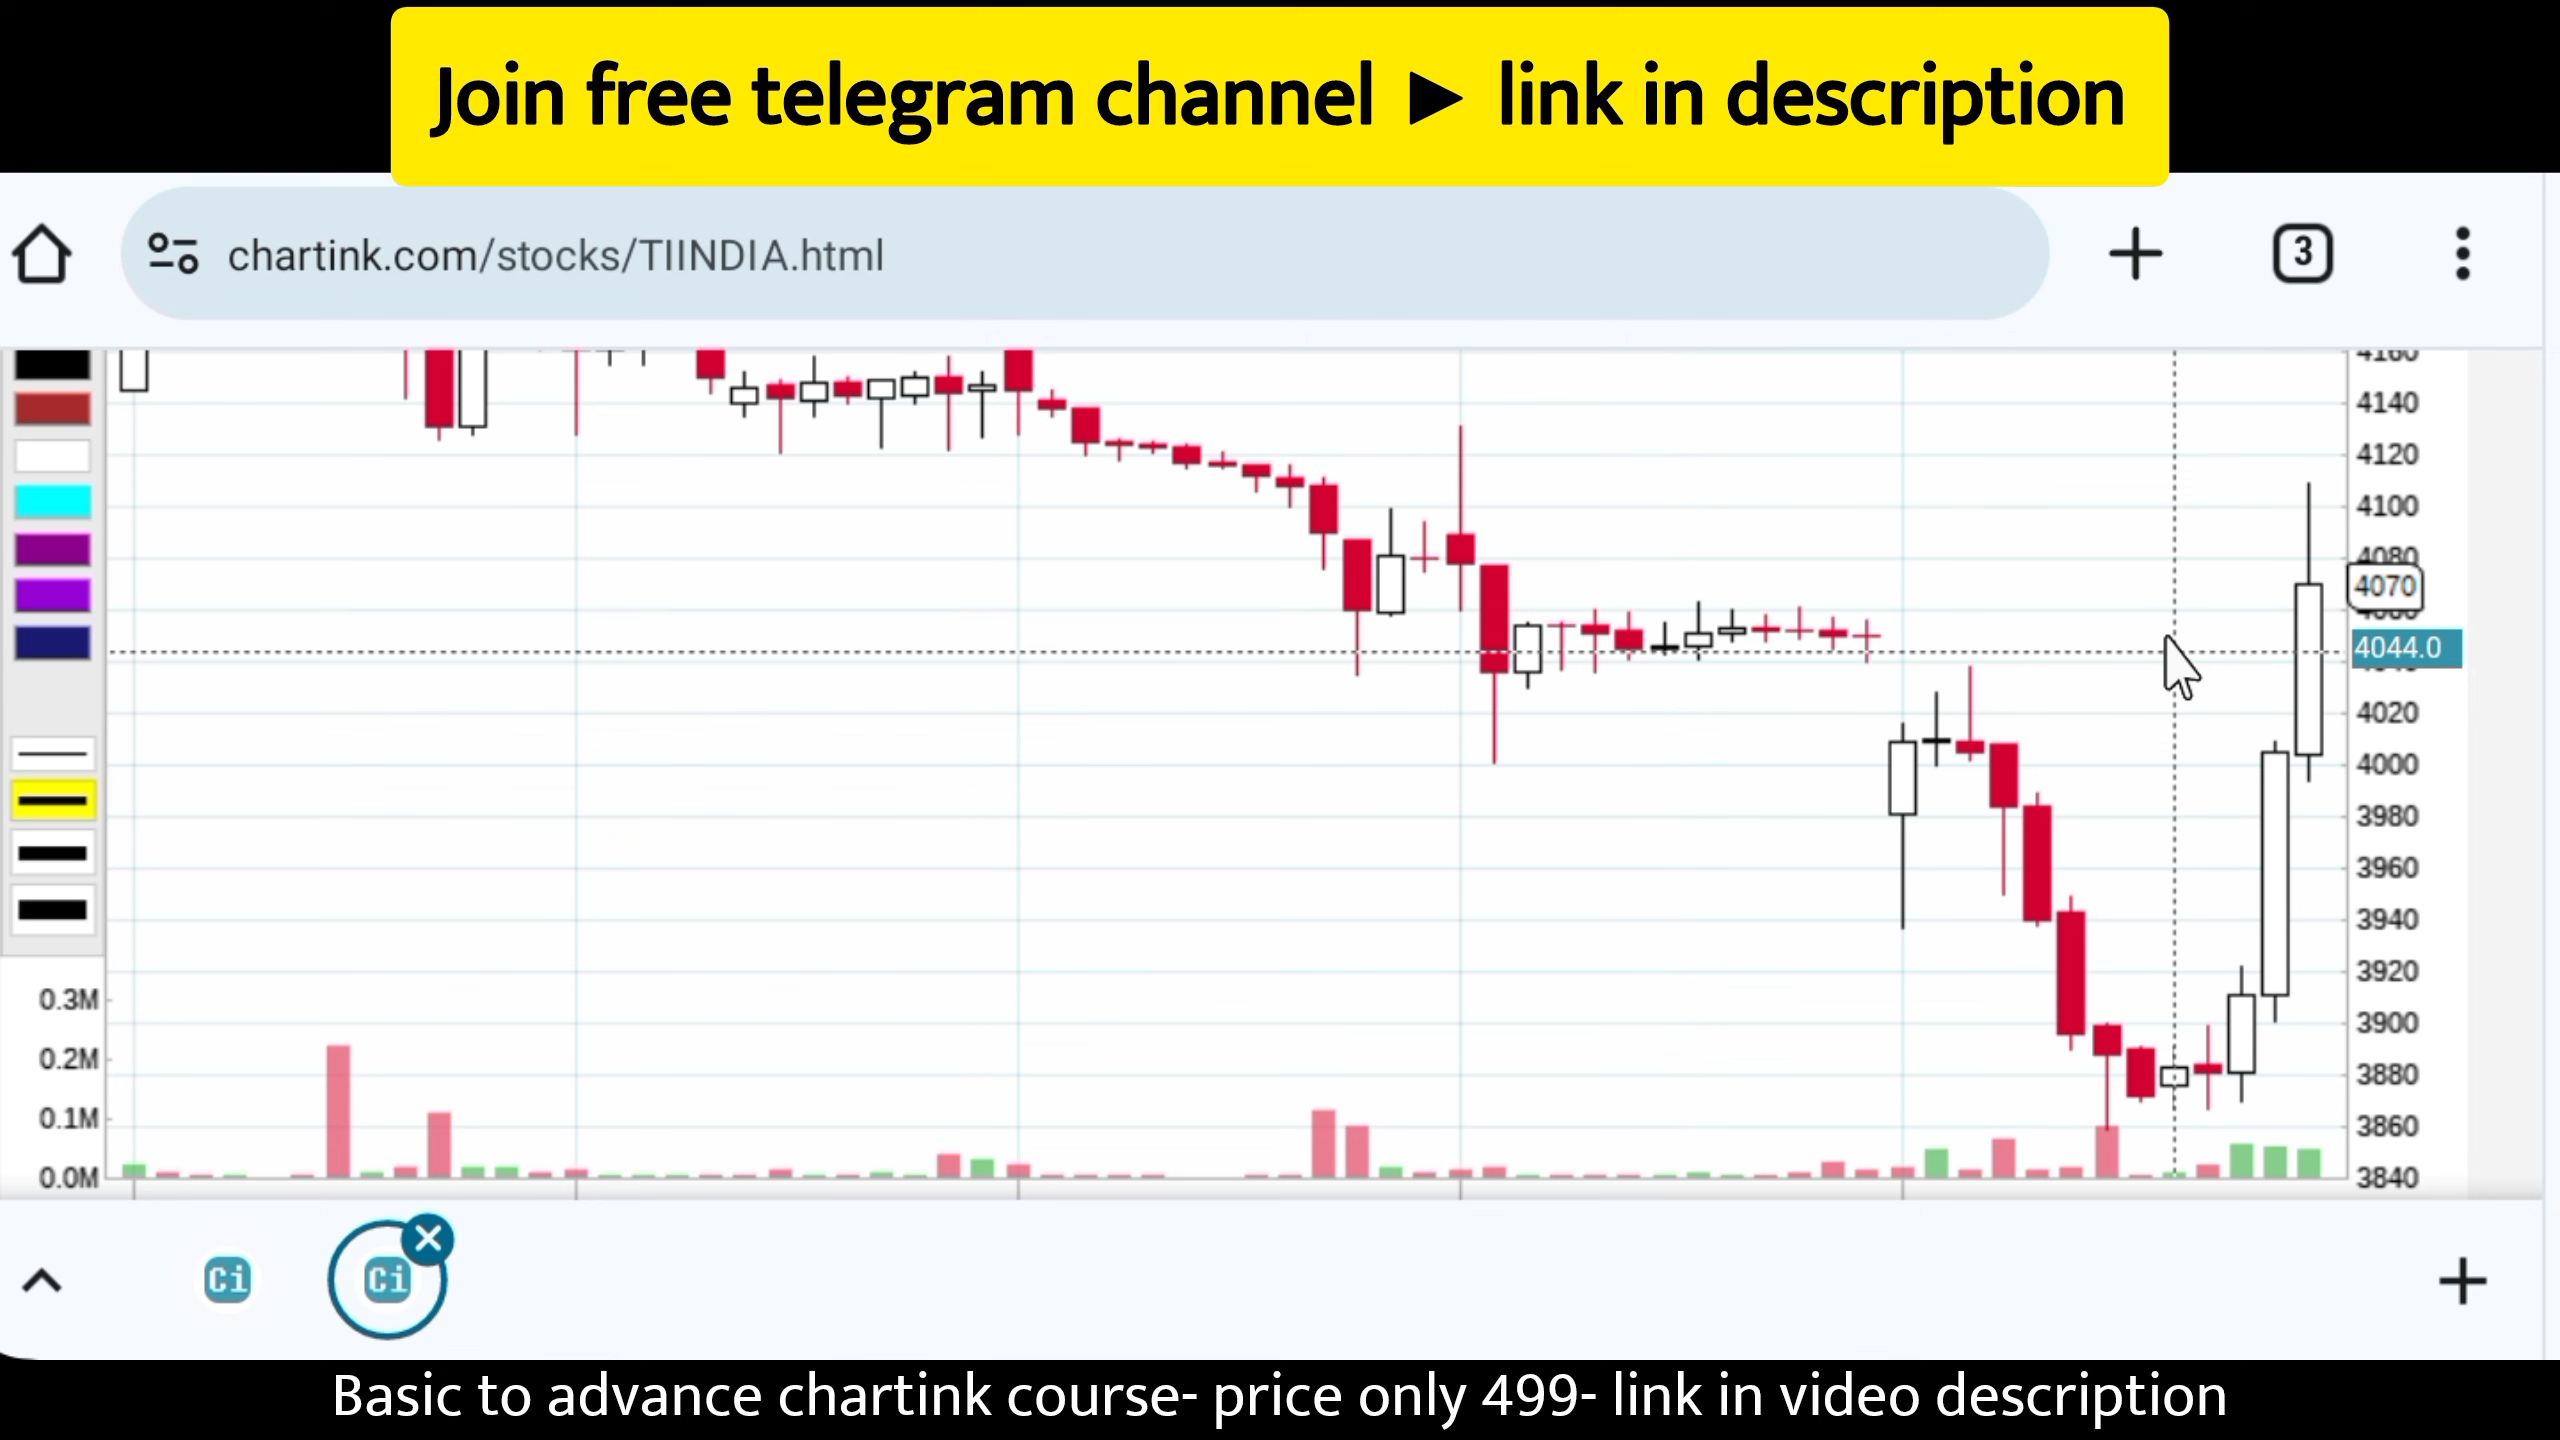 Join free telegram channel ► link in description
chartink.com/stocks/TIINDIA.html
3
4160
4140
4120
4100
4080
4070
4044.0
4020
4000
3980
3960
3940
3920
3900
3880
3860
3840
0.3M
0.2M
0.1M
0.0M
Ci
Ci
Basic to advance chartink course- price only 499- link in video description